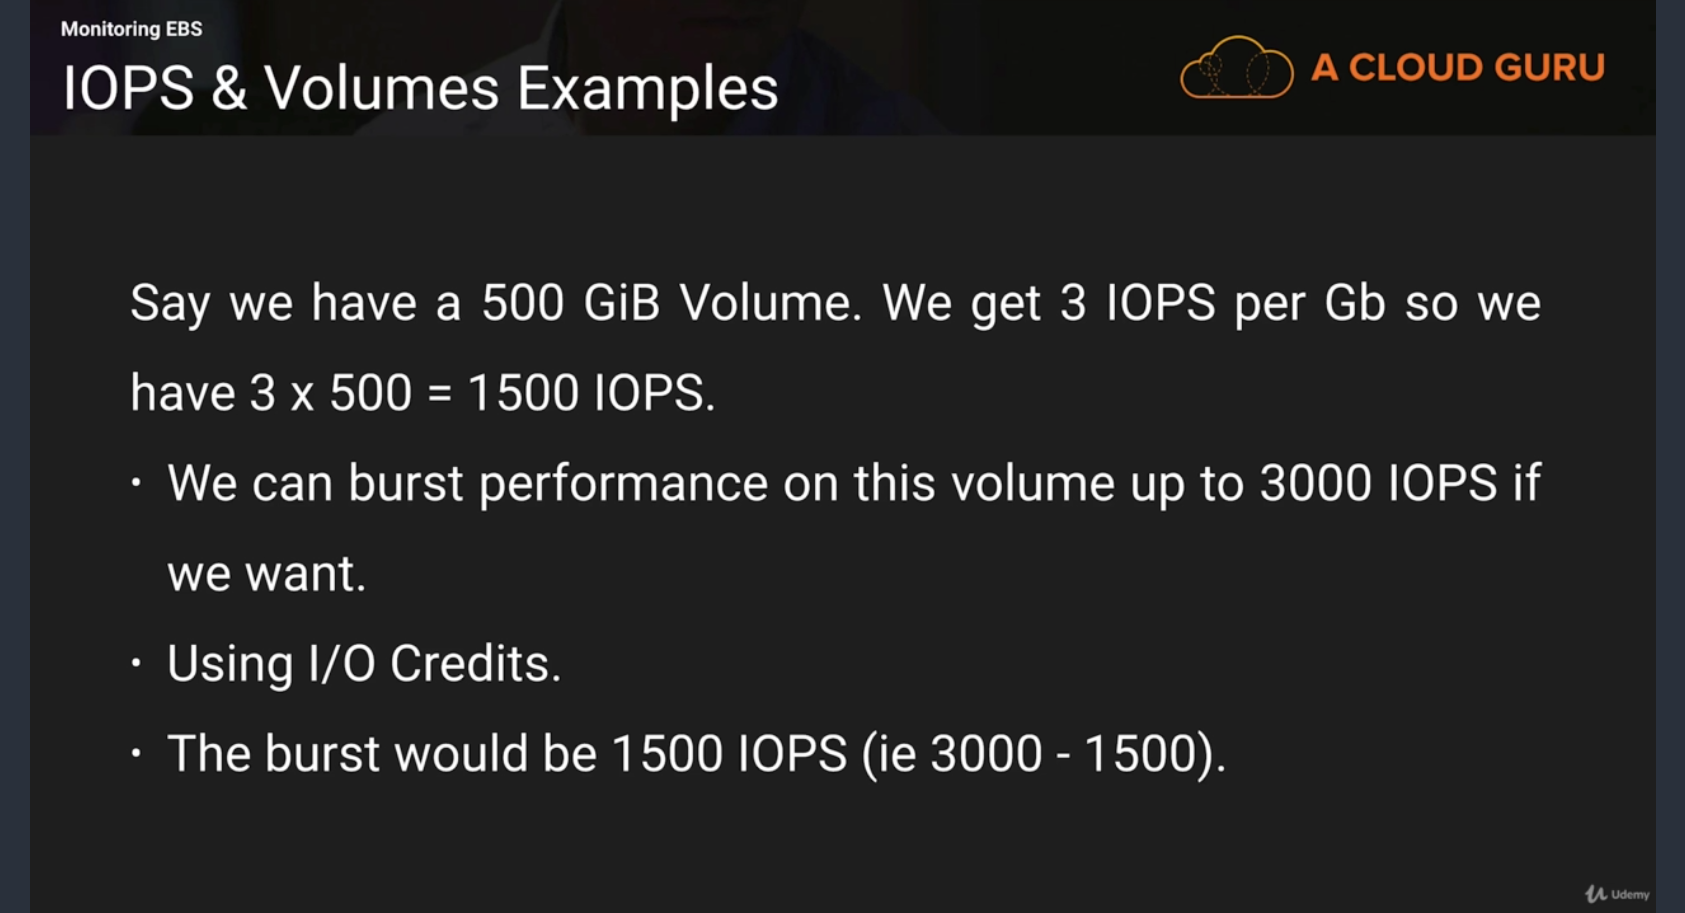 Monitoring EBS
IOPS & Volumes Examples
A CLOUD GURU
Say we have a 500 GiB Volume. We get 3 IOPS per Gb so we
have 3 x 500 = 1500 IOPS.
· We can burst performance on this volume up to 3000 IOPS if
we want.
· Using I/O Credits.
· The burst would be 1500 IOPS (ie 3000 - 1500).
Udemy